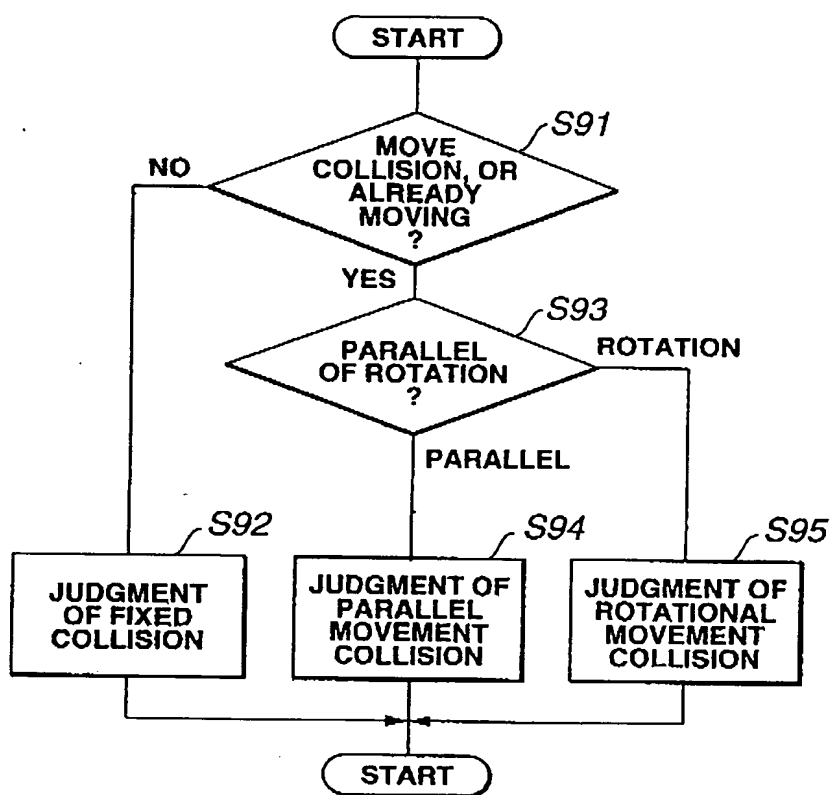 START
S91
MOVE
COLLISION, OR
ALREADY
MOVING
?
NO
YES
S93
PARALLEL
OF ROTATION
?
ROTATION
PARALLEL
S92
JUDGMENT
OF FIXED
COLLISION
S94
JUDGMENT OF
PARALLEL
MOVEMENT
COLLISION
S95
JUDGMENT OF
ROTATIONAL
MOVEMENT
COLLISION
START